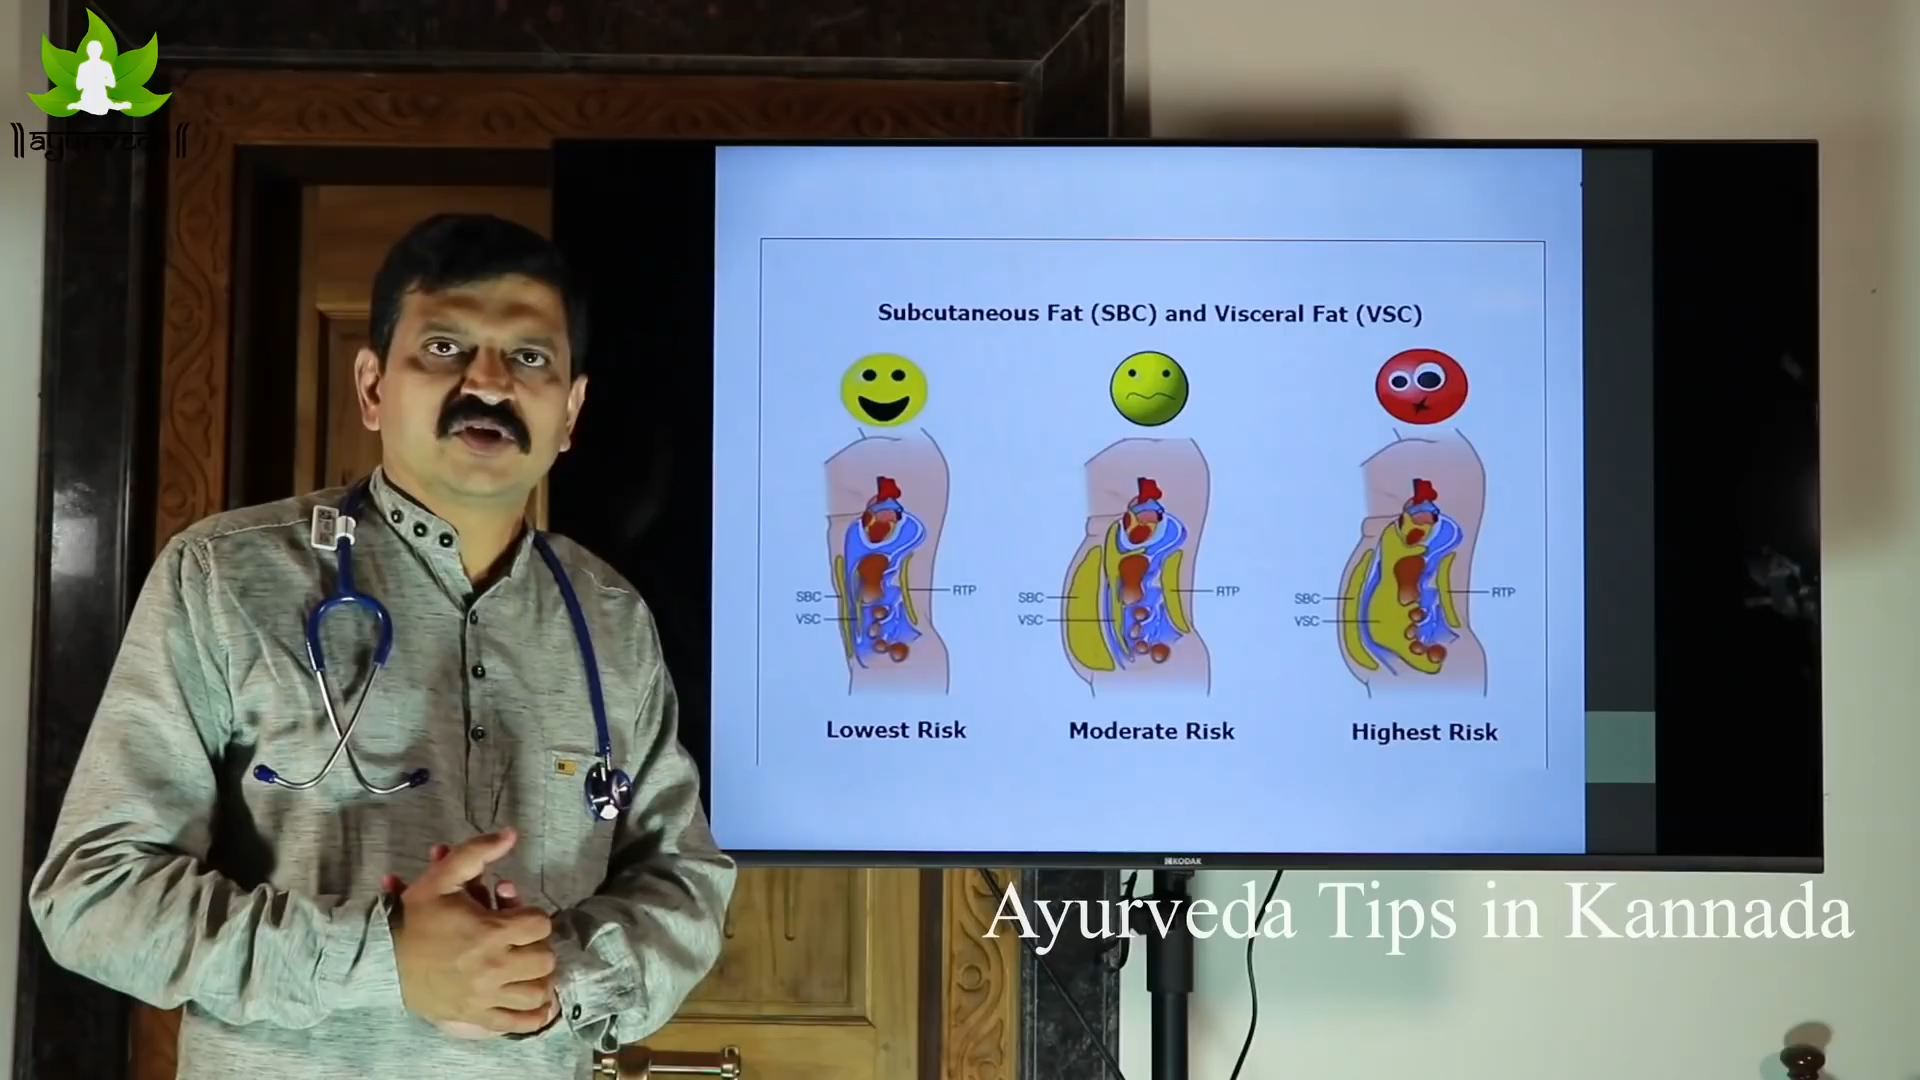 ||ayurveda||
Subcutaneous Fat (SBC) and Visceral Fat (VSC)
SBC
VSC
RTP
SBC
VSC
RTP
SBC
VSC
RTP
Lowest Risk
Moderate Risk
Highest Risk
KODAK
Ayurveda Tips in Kannada